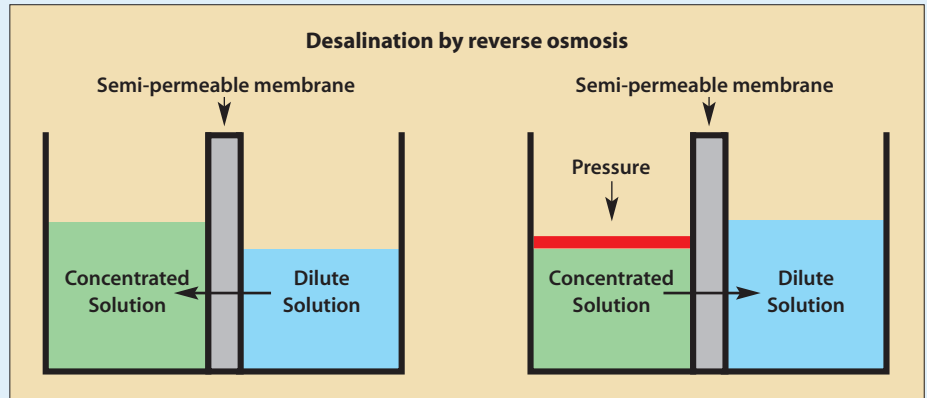 Desalination by reverse osmosis
Semi-permeable membrane
Concentrated
Solution
Dilute
Solution
Semi-permeable membrane
Pressure
Concentrated
Solution
Dilute
Solution